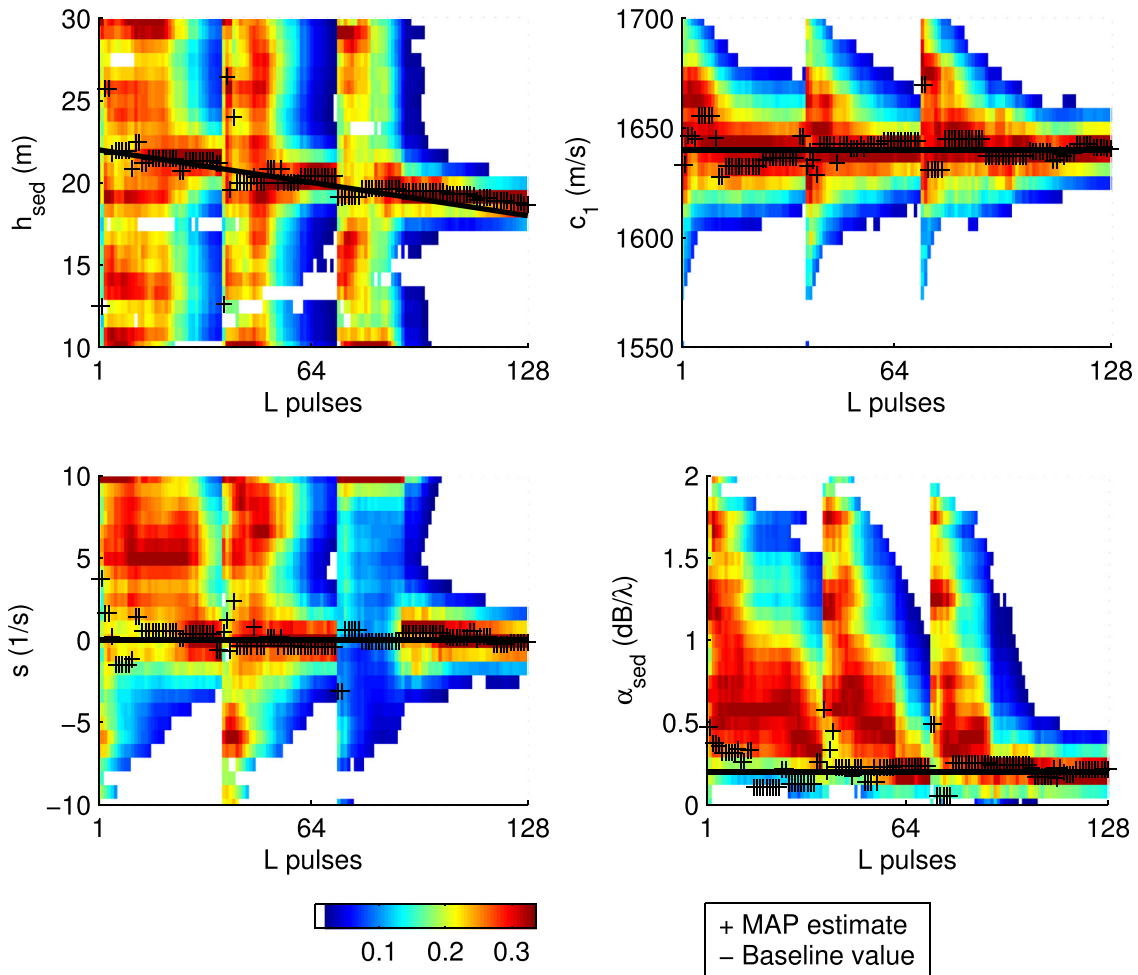 30
25
20
15
10
h_sed (m)
1 64 128
L pulses
1700
1650
1600
1550
c_1 (m/s)
1 64 128
L pulses
10
5
0
−5
−10
s (1/s)
1 64 128
L pulses
2
1.5
1
0.5
0
α_sed (dB/λ)
1 64 128
L pulses
0.1 0.2 0.3
+ MAP estimate
− Baseline value